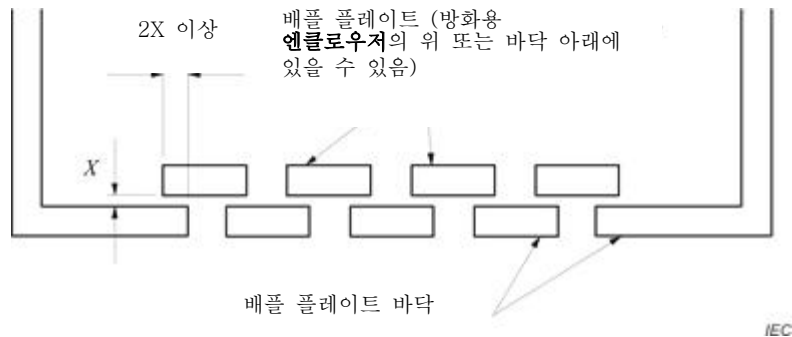 2X 이상
배플 플레이트 (방화용
엔클로우저의 위 또는 바닥 아래에
있을 수 있음)
X
배플 플레이트 바닥
IEC